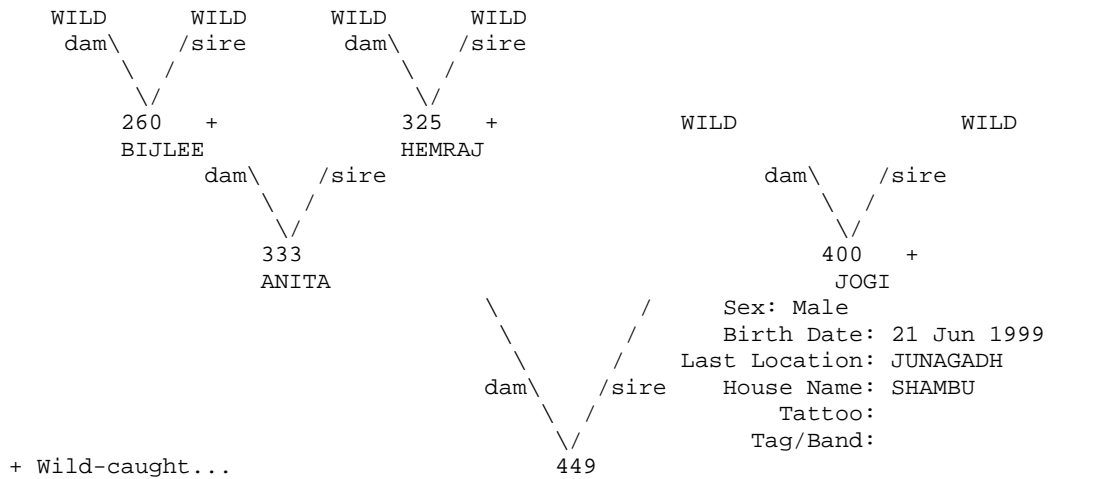 WILD WILD WILD WILD
dam\ /sire dam\ /sire
\ / \ /
\/ \/
260 + 325 + WILD WILD
BIJLEE HEMRAJ
dam\ /sire dam\ /sire
\ / \ /
\/ \/
333 400 +
ANITA JOGI
\ / Sex: Male
\ / Birth Date: 21 Jun 1999
\ / Last Location: JUNAGADH
dam\ /sire House Name: SHAMBU
\ / Tattoo:
\/ Tag/Band:
+ Wild-caught... 449